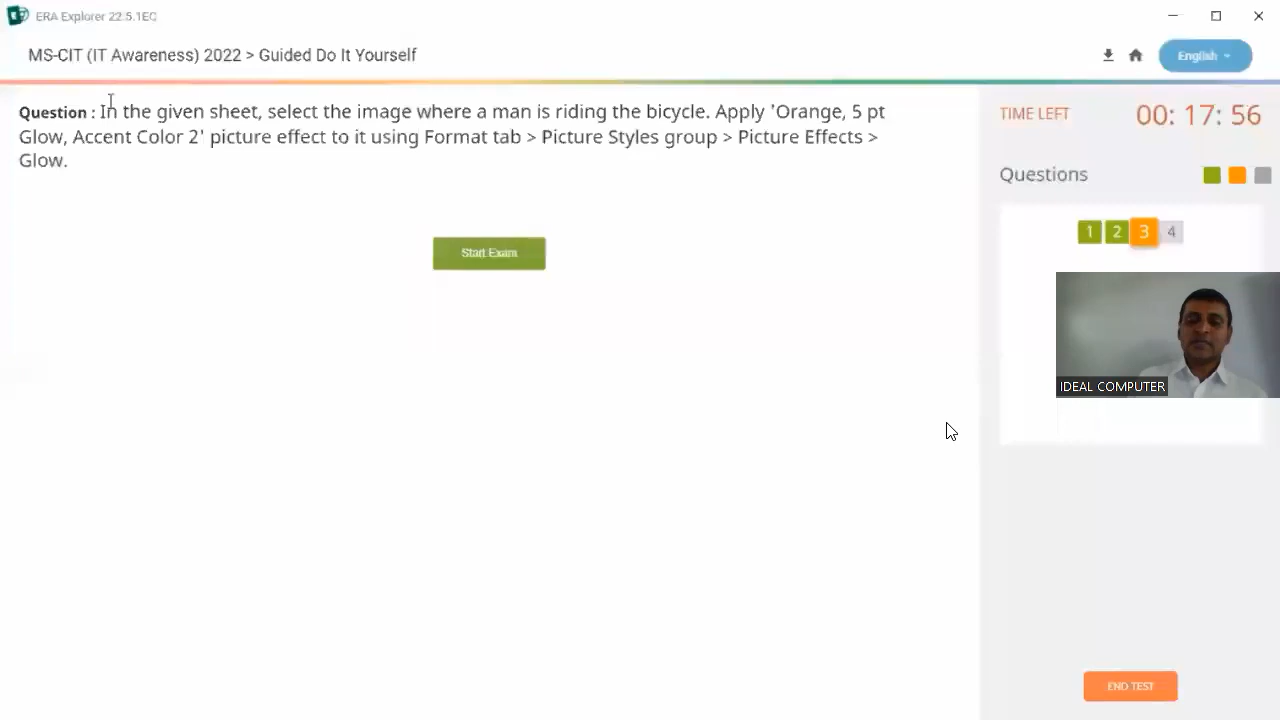 ERA Explorer 22.5.1EC
MS-CIT (IT Awareness) 2022 > Guided Do It Yourself
English
Question : In the given sheet, select the image where a man is riding the bicycle. Apply 'Orange, 5 pt
Glow, Accent Color 2' picture effect to it using Format tab > Picture Styles group > Picture Effects >
Glow.
Start Exam
TIME LEFT 00: 17: 56
Questions
1 2 3 4
IDEAL COMPUTER
END TEST